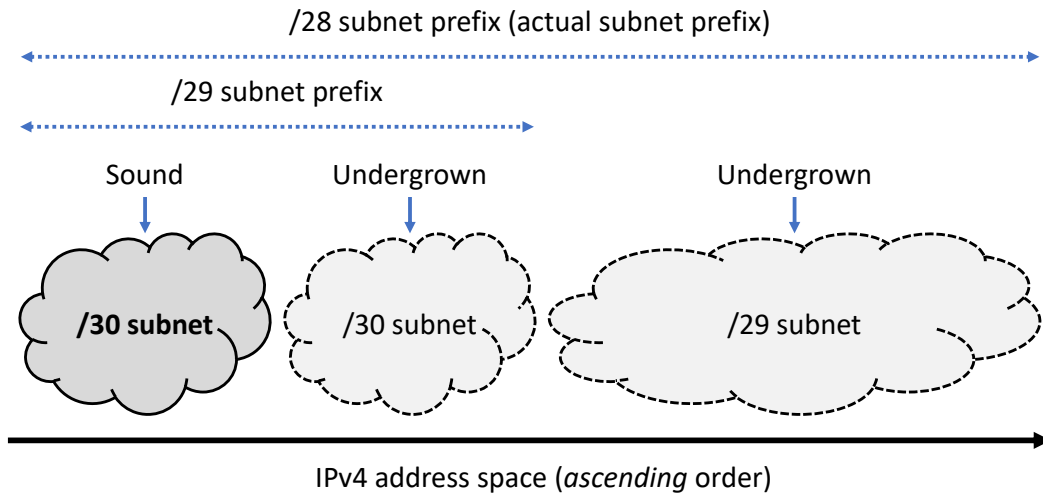 /28 subnet prefix (actual subnet prefix)
/29 subnet prefix
Sound
Undergrown
Undergrown
/30 subnet
/30 subnet
/29 subnet
IPv4 address space (ascending order)